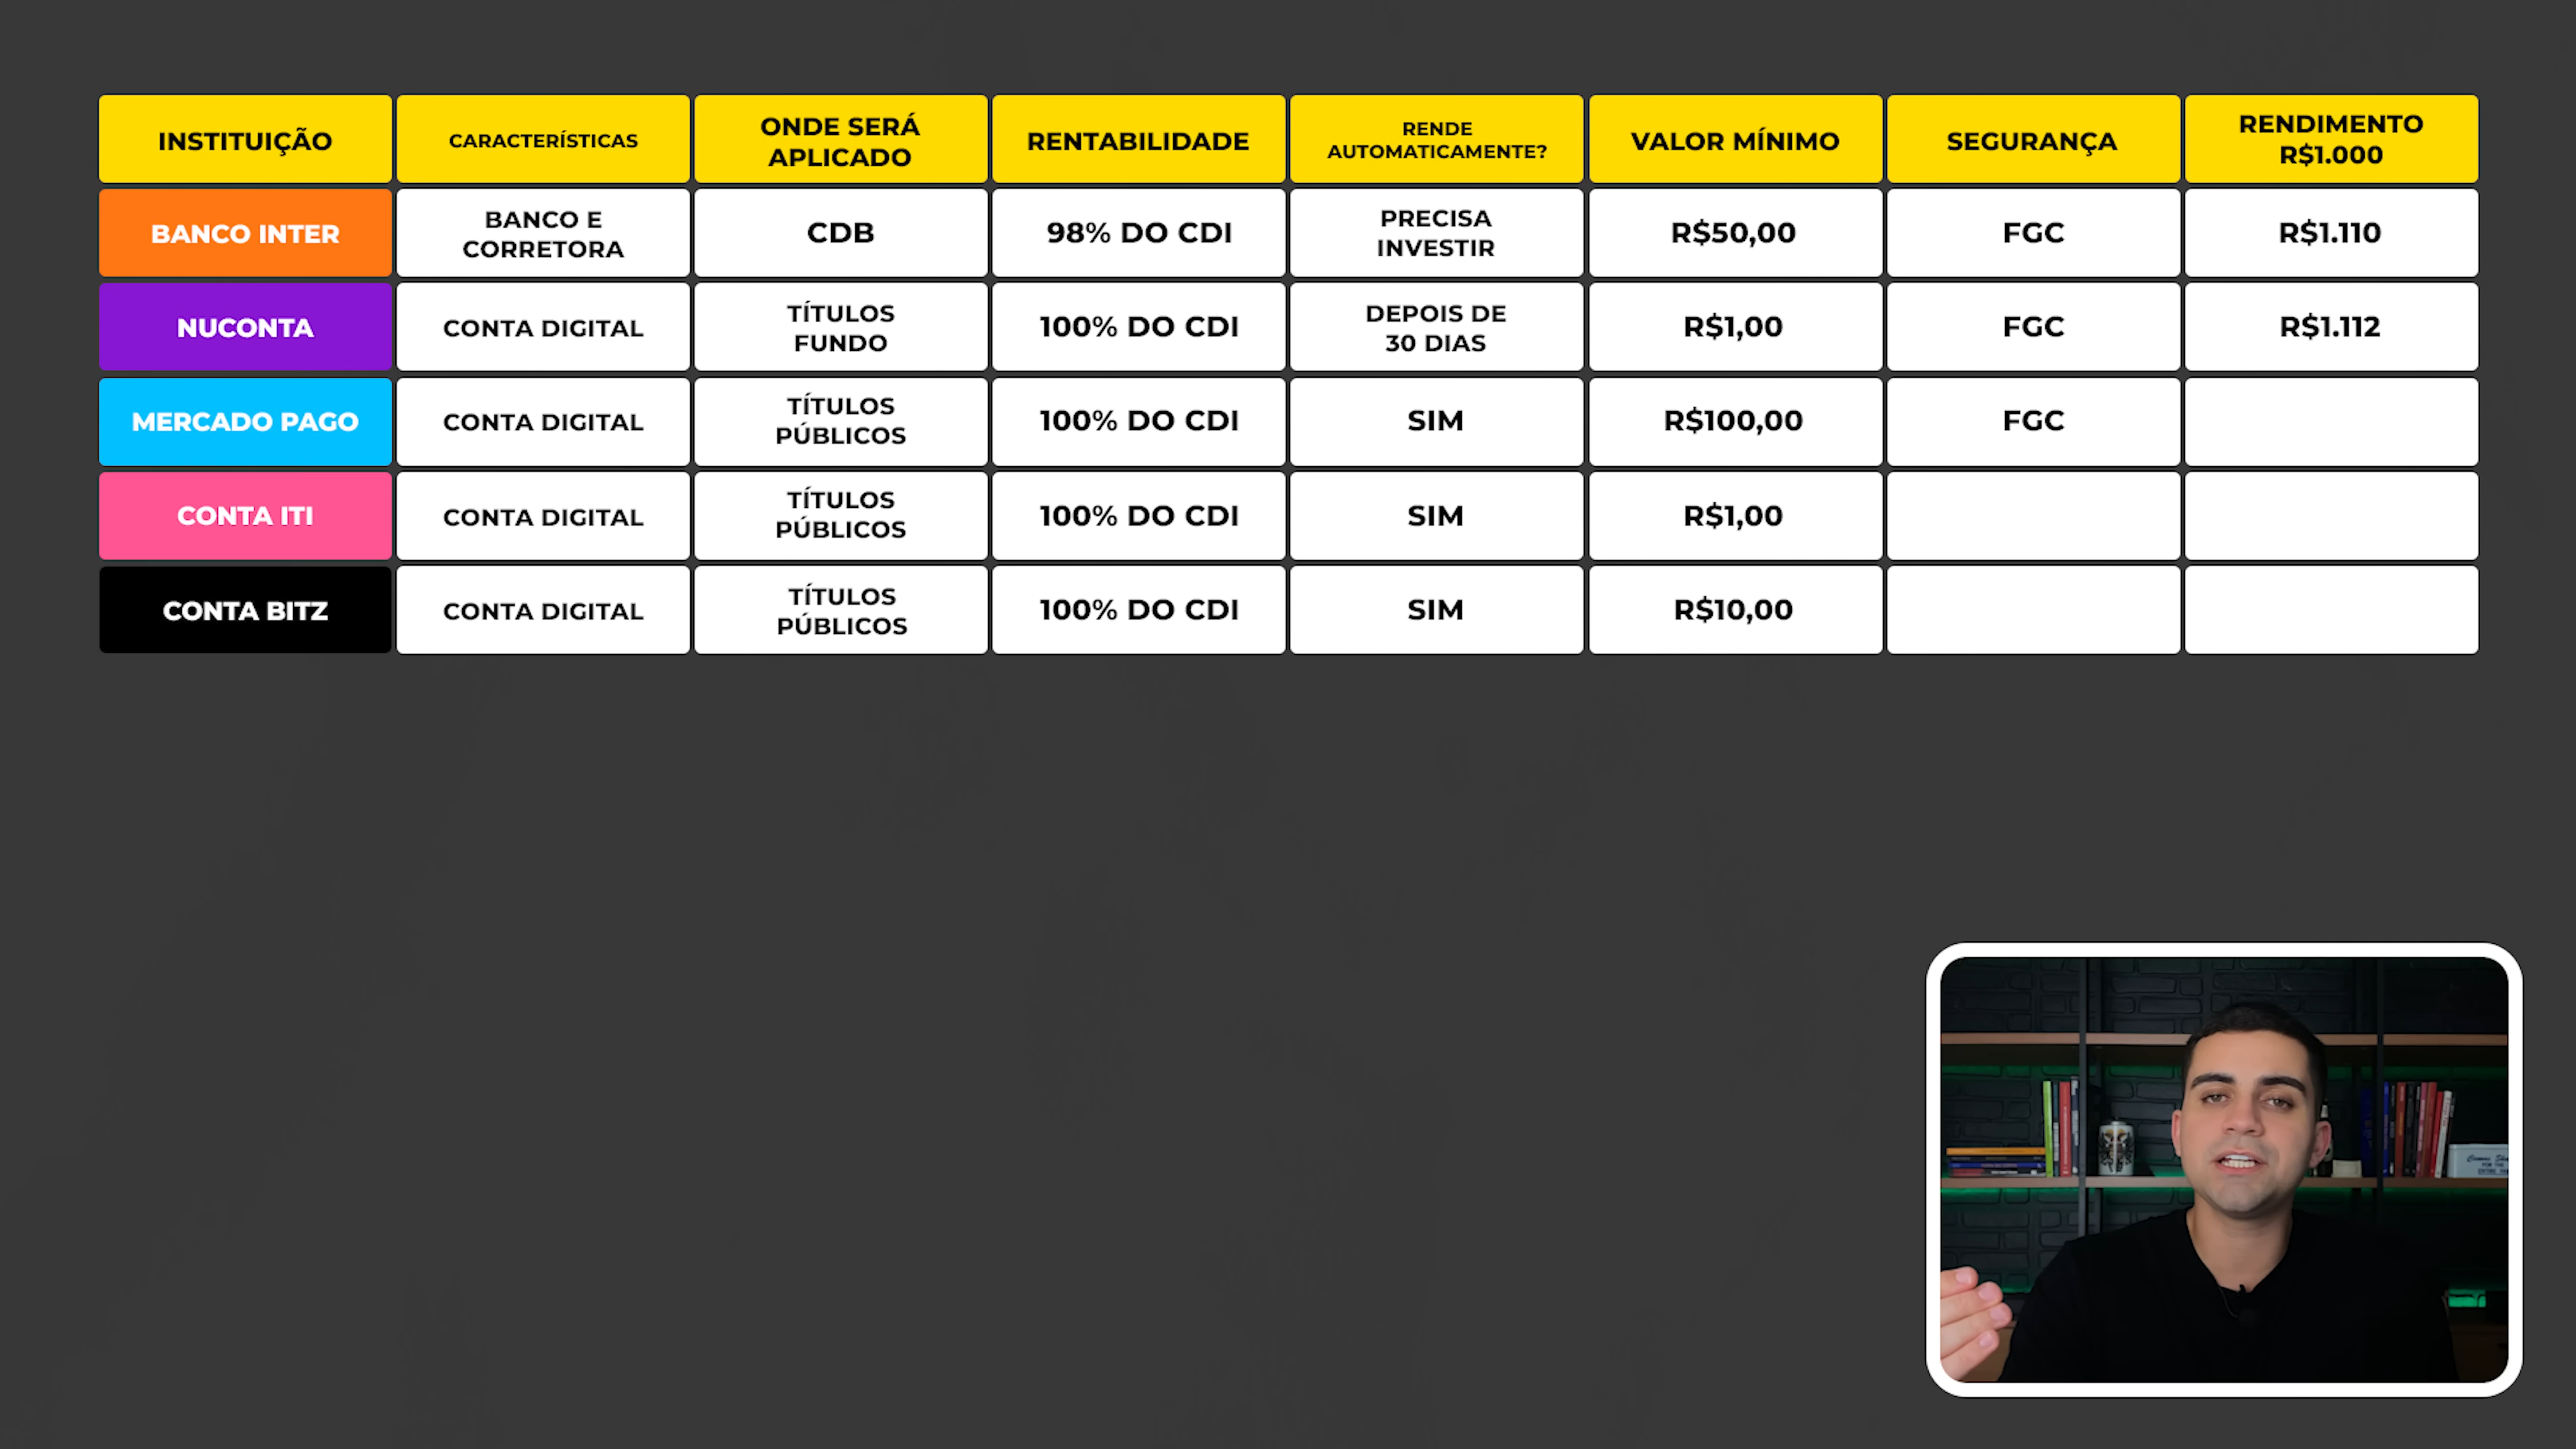 INSTITUIÇÃO
CARACTERÍSTICAS
ONDE SERÁ
APLICADO
RENTABILIDADE
RENDE
AUTOMATICAMENTE?
VALOR MÍNIMO
SEGURANÇA
RENDIMENTO
R$1.000
BANCO INTER
BANCO E
CORRETORA
CDB
98% DO CDI
PRECISA
INVESTIR
R$50,00
FGC
R$1.110
NUCONTA
CONTA DIGITAL
TÍTULOS
FUNDO
100% DO CDI
DEPOIS DE
30 DIAS
R$1,00
FGC
R$1.112
MERCADO PAGO
CONTA DIGITAL
TÍTULOS
PÚBLICOS
100% DO CDI
SIM
R$100,00
FGC
CONTA ITI
CONTA DIGITAL
TÍTULOS
PÚBLICOS
100% DO CDI
SIM
R$1,00
CONTA BITZ
CONTA DIGITAL
TÍTULOS
PÚBLICOS
100% DO CDI
SIM
R$10,00